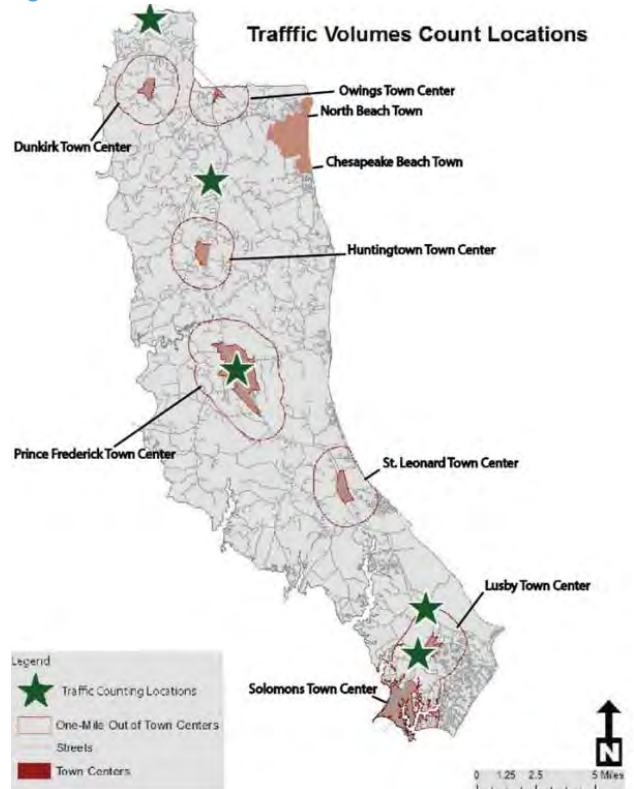 Trafffic Volumes Count Locations
Owings Town Center
North Beach Town
Dunkirk Town Center
Chesapeake Beach Town
Huntingtown Town Center
Prince Frederick Town Center
St. Leonard Town Center
Lusby Town Center
Solomons Town Center
Legend
Traffic Counting Locations
One-Mile Out of Town Centers
Streets
Town Centers
N
0 1.25 2.5 5 Miles